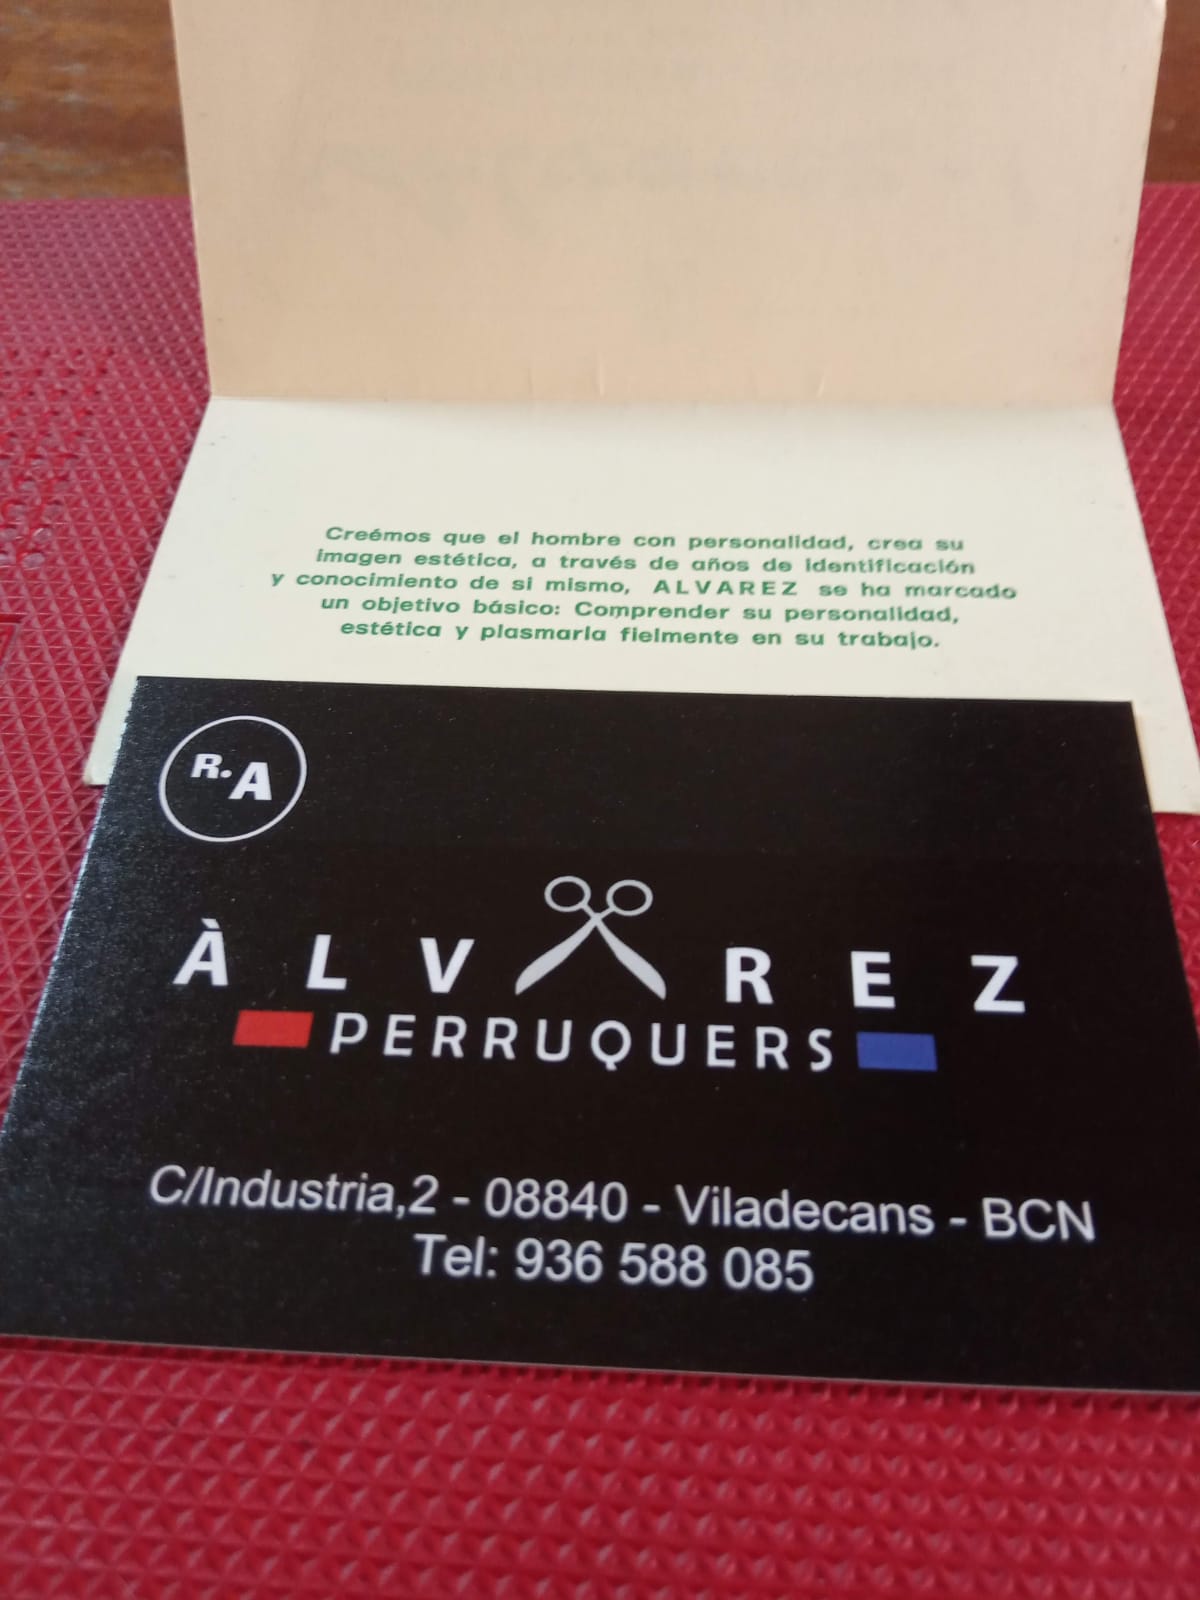 Creémos que el hombre con personalidad, crea su
imagen estética, a través de años de identificación
y conocimiento de si mismo, ALVAREZ se ha marcado
un objetivo básico: Comprender su personalidad,
estética y plasmarla fielmente en su trabajo.
R.A
ÀLVAREZ
PERRUQUERS
C/Industria,2 - 08840 - Viladecans - BCN
Tel: 936 588 085